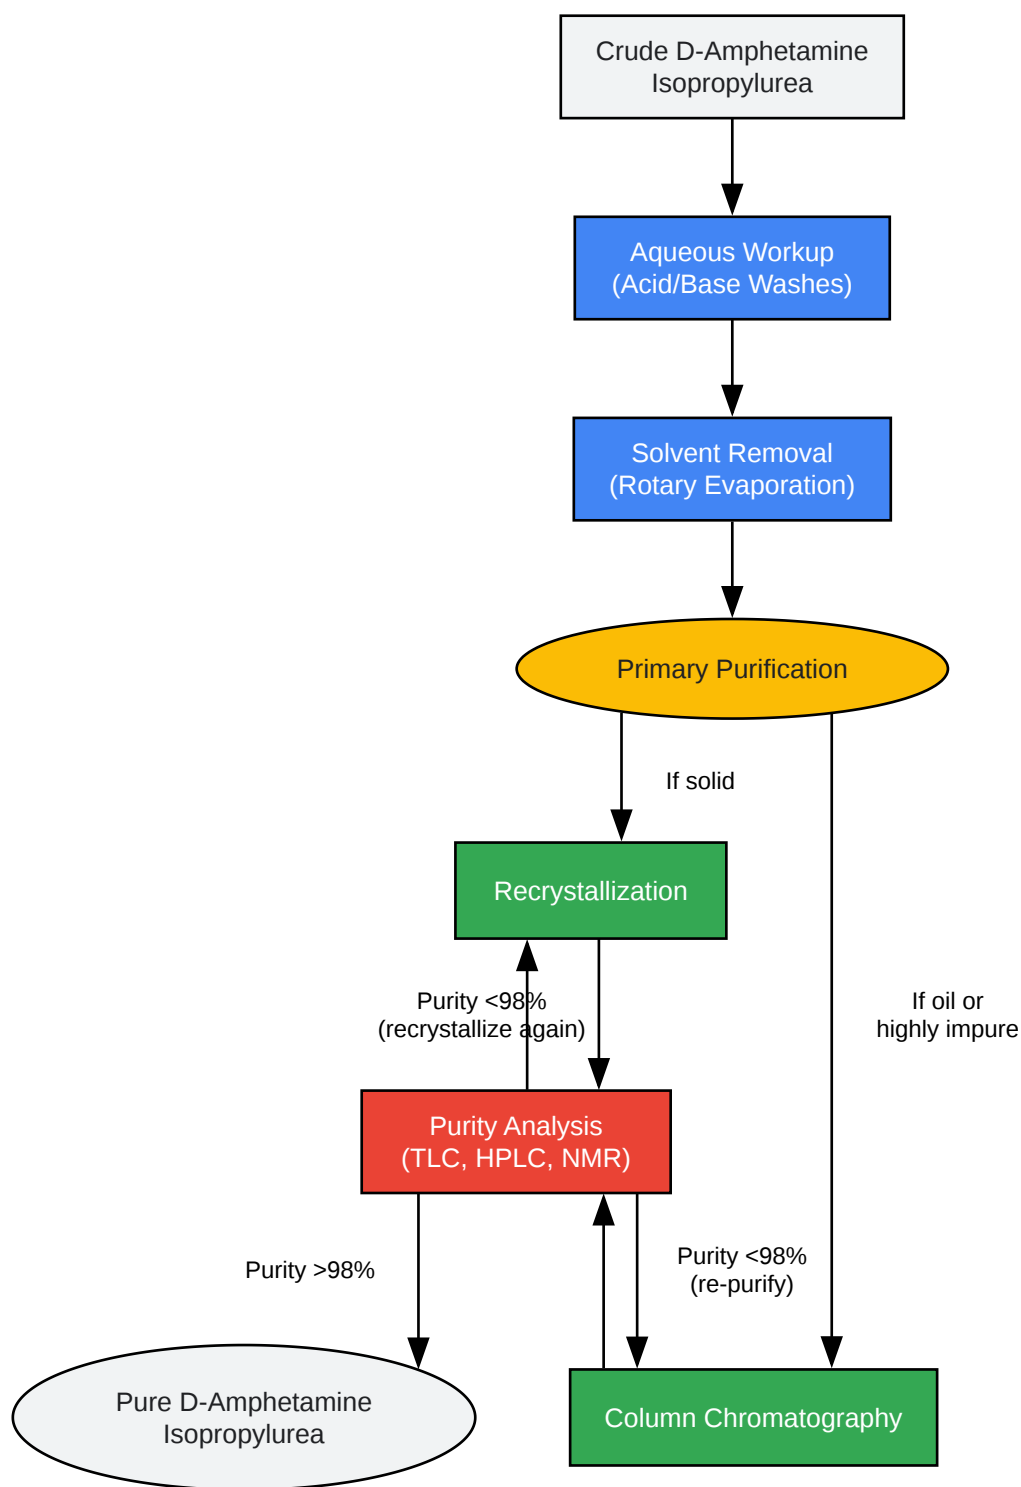 Crude D-Amphetamine
Isopropylurea
Aqueous Workup
(Acid/Base Washes)
Solvent Removal
(Rotary Evaporation)
Primary Purification
If solid
Recrystallization
Purity <98%
(recrystallize again)
If oil or
highly impure
Purity Analysis
(TLC, HPLC, NMR)
Purity >98%
Purity <98%
(re-purify)
Pure D-Amphetamine
Isopropylurea
Column Chromatography